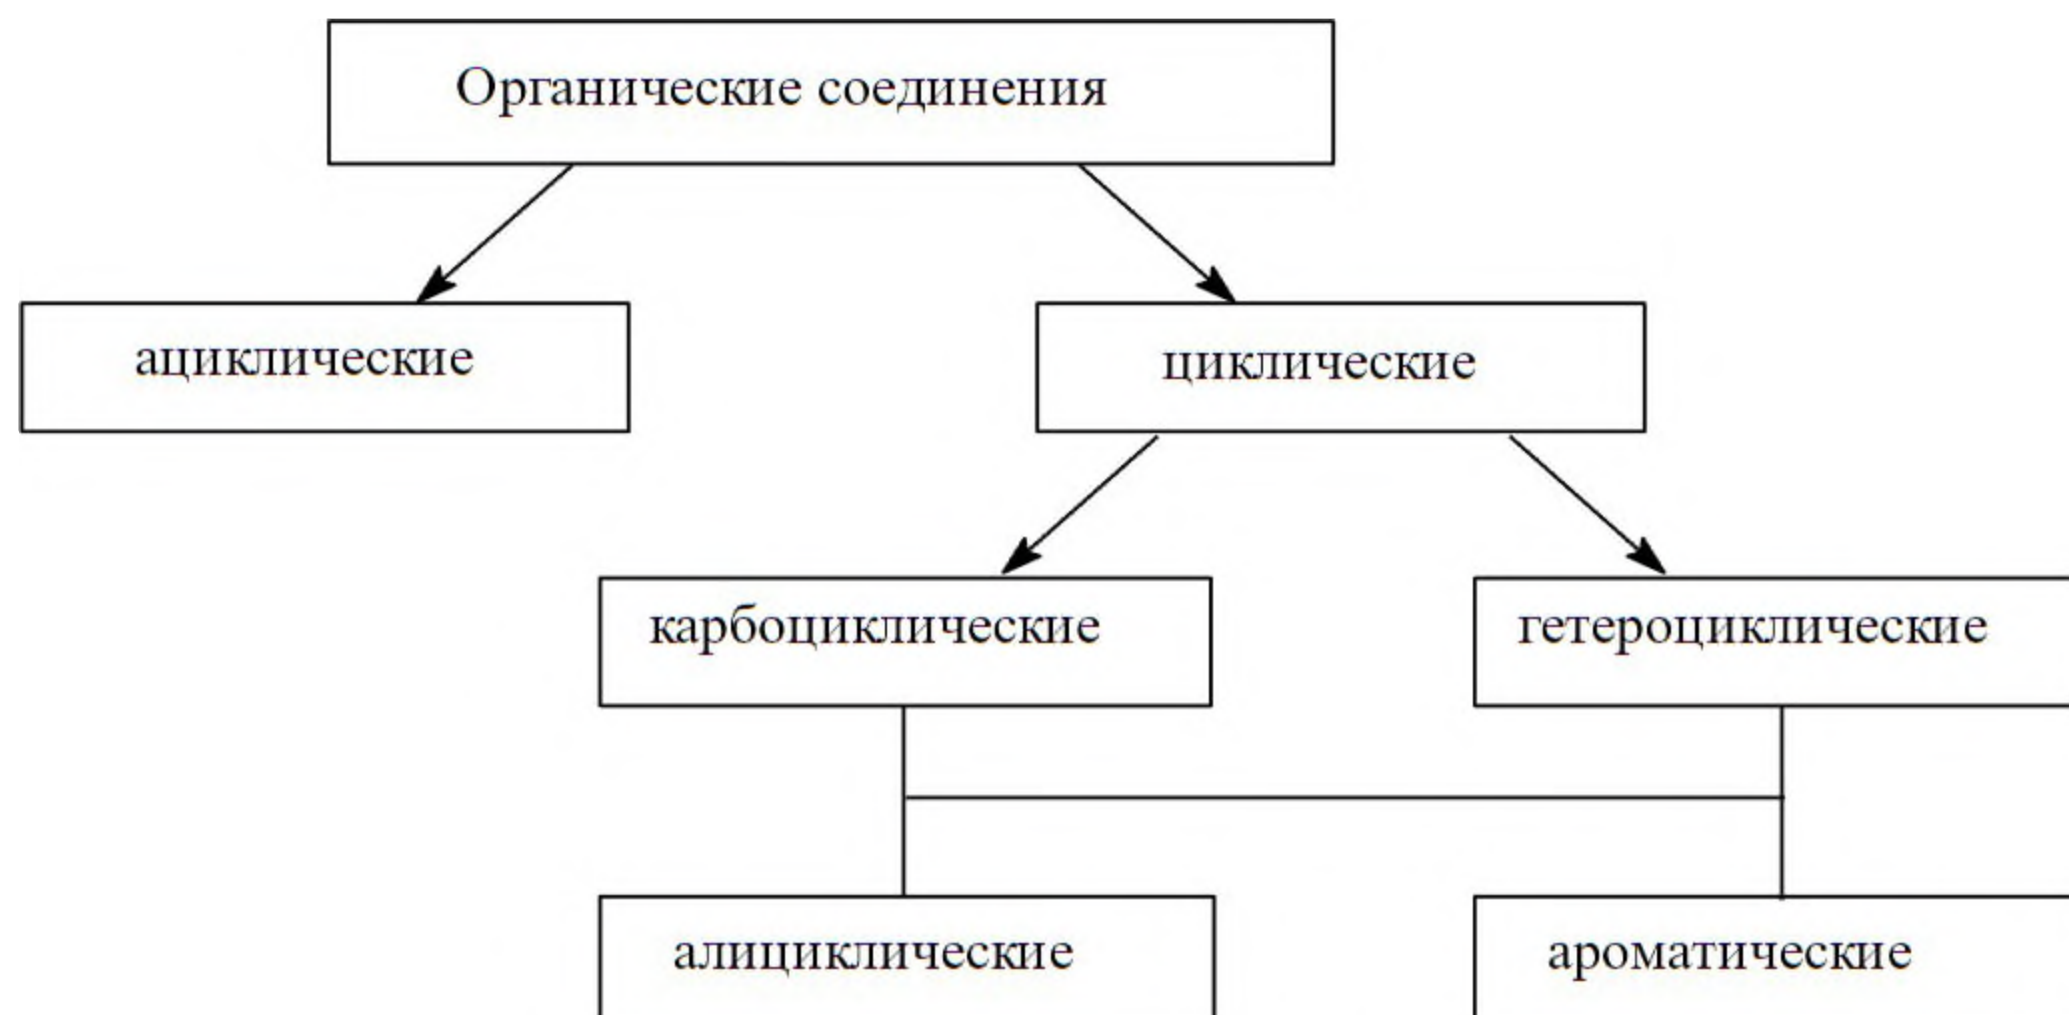 Органические соединения
ациклические
циклические
карбоциклические
гетероциклические
алициклические
ароматические